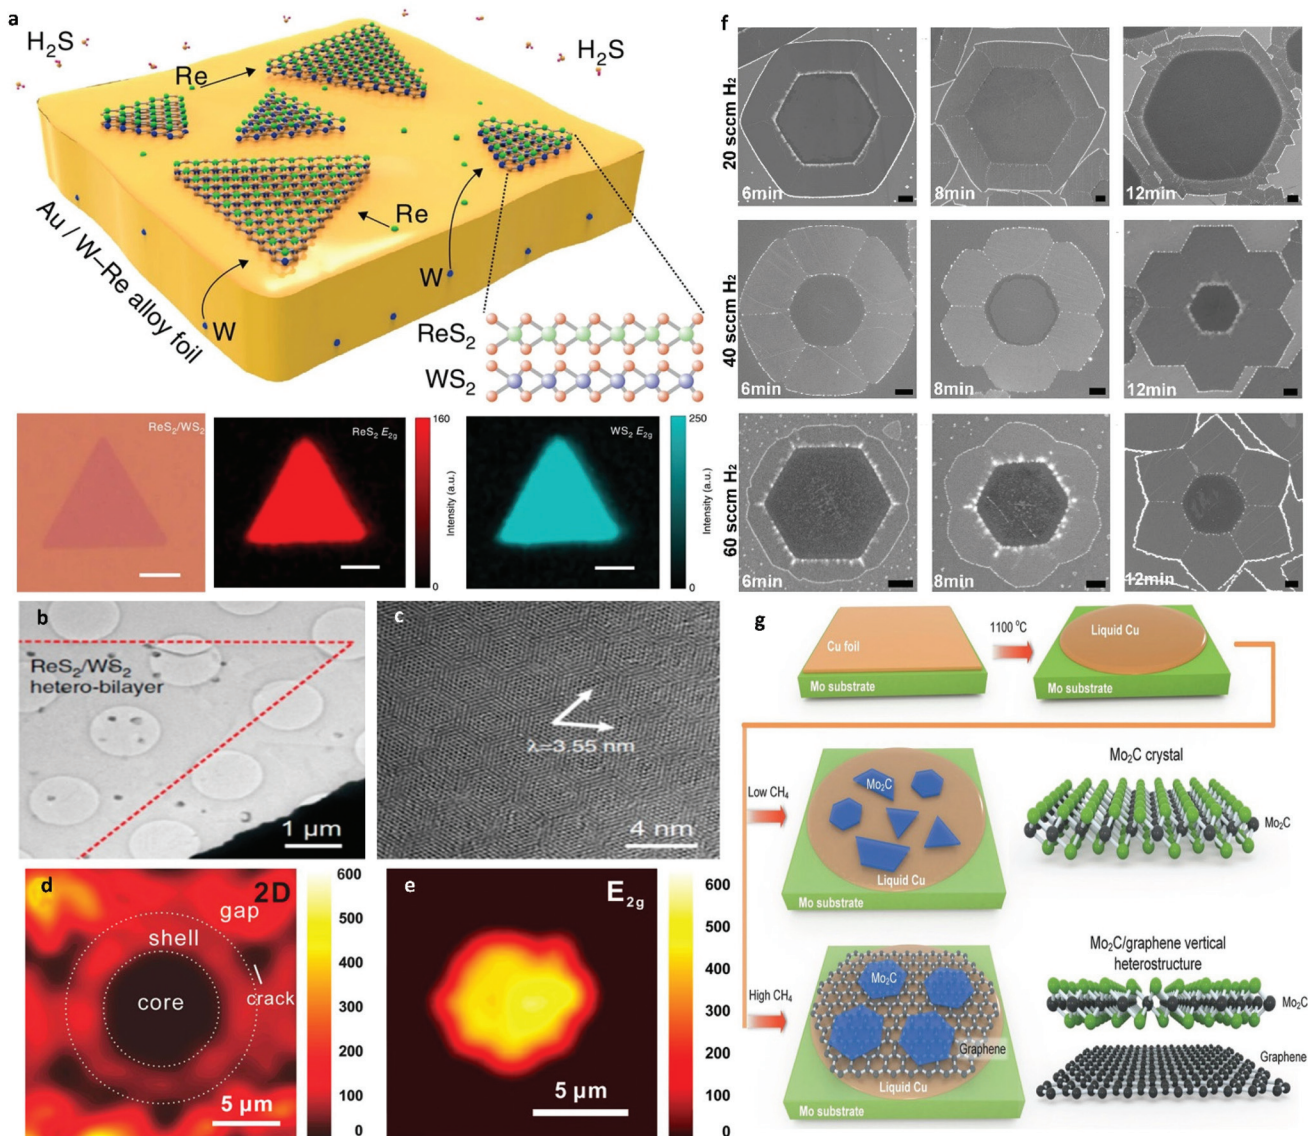 a
H₂S
H₂S
Re
Re
W
W
Au / W–Re alloy foil
ReS₂
WS₂
ReS₂/WS₂
ReS₂ E₂g
160
Intensity (a.u.)
0
WS₂ E₂g
250
Intensity (a.u.)
0
b
ReS₂/WS₂
hetero-bilayer
1 µm
c
λ=3.55 nm
4 nm
d
2D
gap
shell
core
crack
5 µm
600
500
400
300
200
100
0
e
E₂g
5 µm
600
500
400
300
200
100
0
f
20 sccm H₂
6min
8min
12min
40 sccm H₂
6min
8min
12min
60 sccm H₂
6min
8min
12min
g
Cu foil
Mo substrate
1100 °C
Liquid Cu
Mo substrate
Low CH₄
Mo₂C
Liquid Cu
Mo substrate
Mo₂C crystal
Mo₂C
High CH₄
Mo₂C
Graphene
Liquid Cu
Mo substrate
Mo₂C/graphene vertical
heterostructure
Mo₂C
Graphene